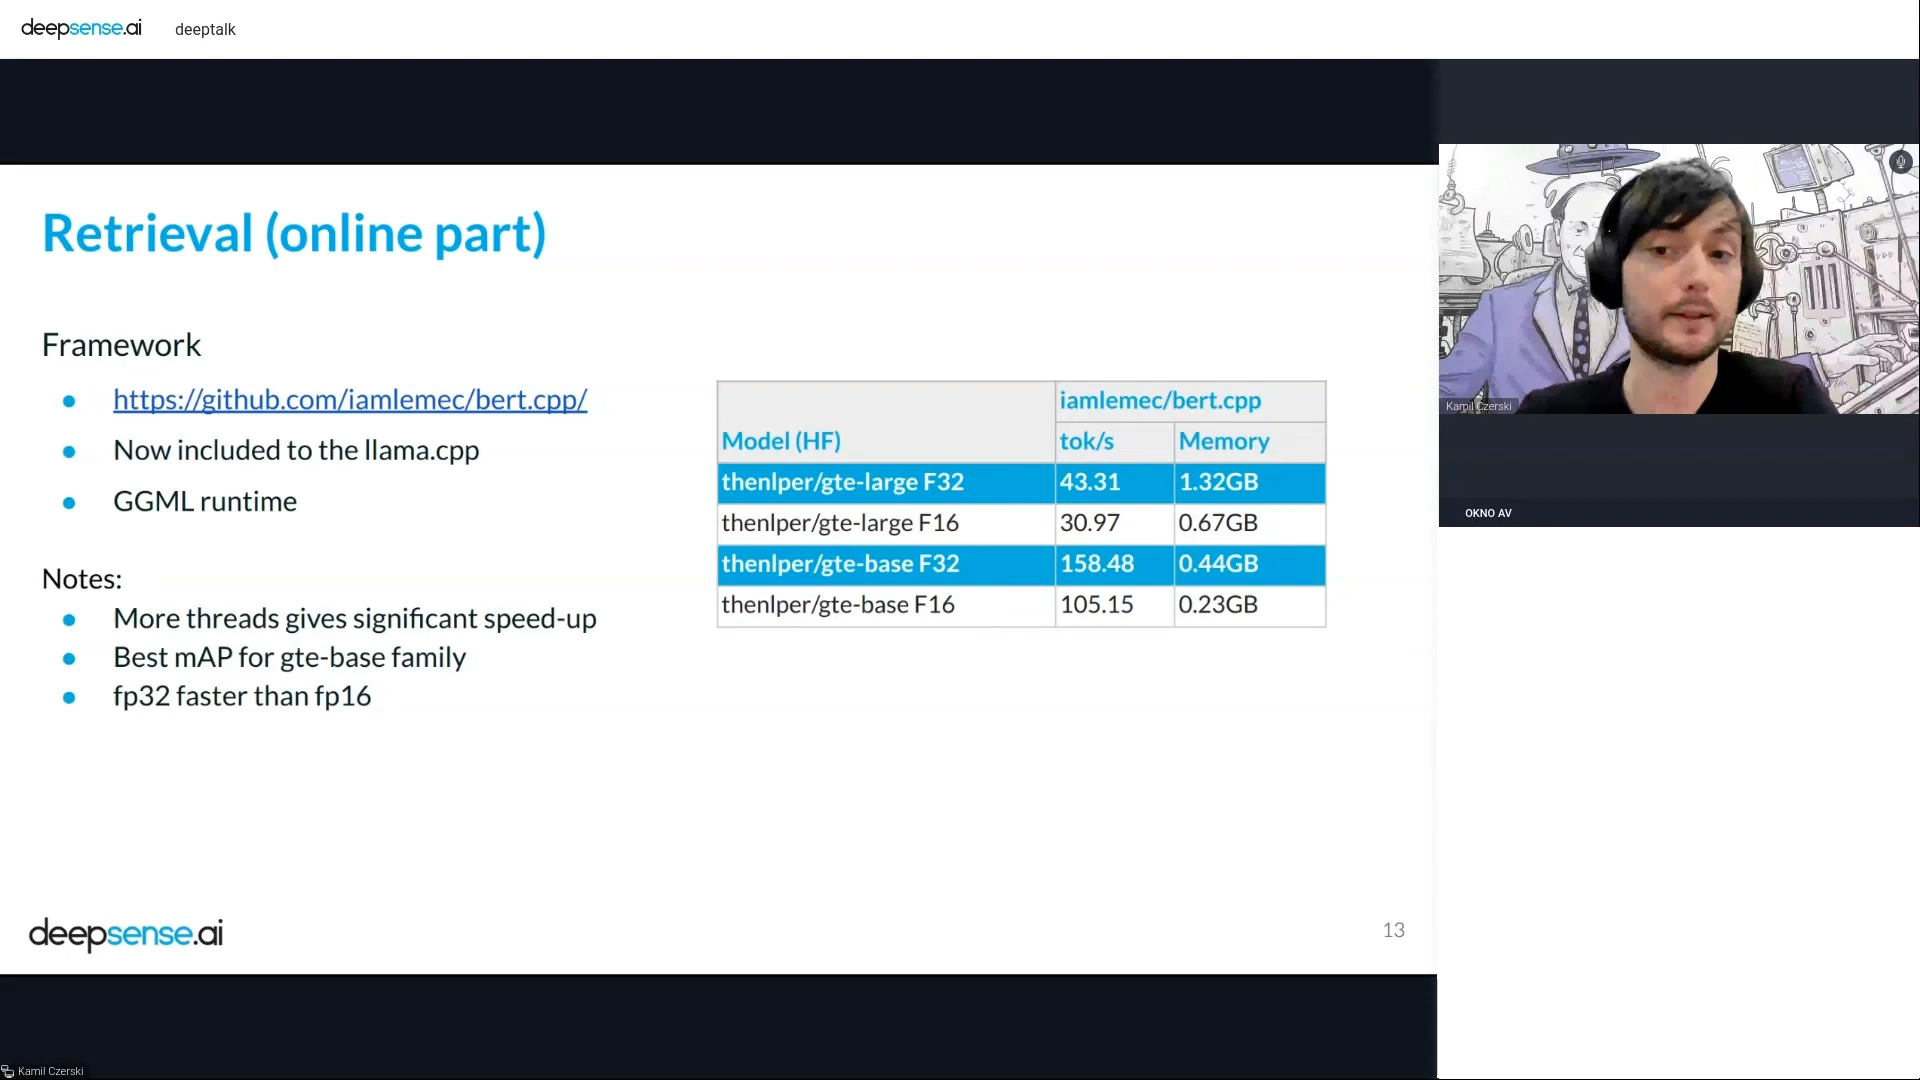 deepsense.ai deeptalk
Retrieval (online part)
Framework
https://github.com/iamlemec/bert.cpp/
Now included to the llama.cpp
GGML runtime
Notes:
More threads gives significant speed-up
Best mAP for gte-base family
fp32 faster than fp16
iamlemec/bert.cpp
Model (HF) tok/s Memory
thenlper/gte-large F32 43.31 1.32GB
thenlper/gte-large F16 30.97 0.67GB
thenlper/gte-base F32 158.48 0.44GB
thenlper/gte-base F16 105.15 0.23GB
deepsense.ai
13
Kamil Czerski
OKNO AV
Kamil Czerski